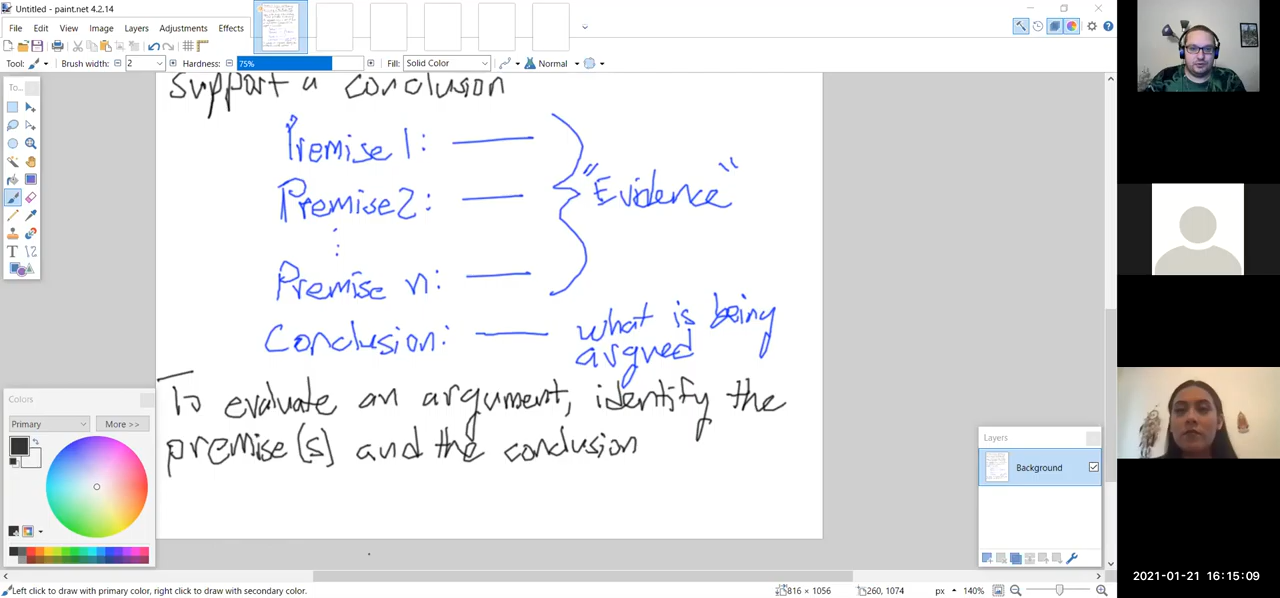 Untitled - paint.net 4.2.14
File Edit View Image Layers Adjustments Effects
Tool: Brush width: 2 Hardness: 75% Fill: Solid Color Normal
To...
support a conclusion
Premise 1:
Premise 2:
"Evidence"
Premise n:
Conclusion: what is being
argued
To evaluate an argument, identify the
premise(s) and the conclusion
Colors
Primary More >>
Layers
Background
2021-01-21 16:15:09
Left click to draw with primary color, right click to draw with secondary color. 816 × 1056 260, 1074 px 140%